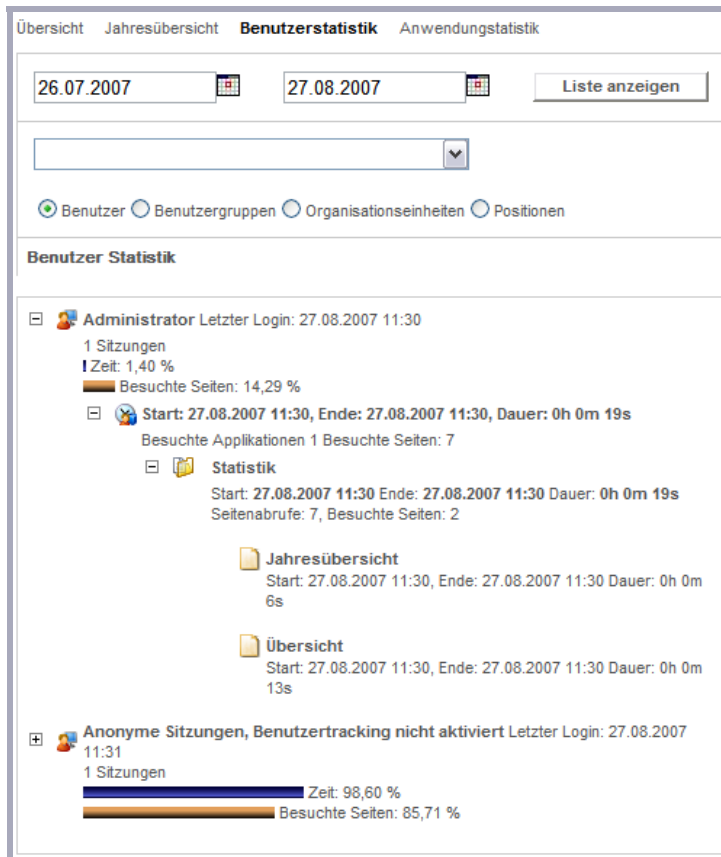 Übersicht Jahresübersicht Benutzerstatistik Anwendungstatistik
26.07.2007 27.08.2007 Liste anzeigen
Benutzer Benutzergruppen Organisationseinheiten Positionen
Benutzer Statistik
Administrator Letzter Login: 27.08.2007 11:30
1 Sitzungen
Zeit: 1,40 %
Besuchte Seiten: 14,29 %
Start: 27.08.2007 11:30, Ende: 27.08.2007 11:30, Dauer: 0h 0m 19s
Besuchte Applikationen 1 Besuchte Seiten: 7
Statistik
Start: 27.08.2007 11:30 Ende: 27.08.2007 11:30 Dauer: 0h 0m 19s
Seitenabrufe: 7, Besuchte Seiten: 2
Jahresübersicht
Start: 27.08.2007 11:30, Ende: 27.08.2007 11:30 Dauer: 0h 0m
6s
Übersicht
Start: 27.08.2007 11:30, Ende: 27.08.2007 11:30 Dauer: 0h 0m
13s
Anonyme Sitzungen, Benutzertracking nicht aktiviert Letzter Login: 27.08.2007
11:31
1 Sitzungen
Zeit: 98,60 %
Besuchte Seiten: 85,71 %